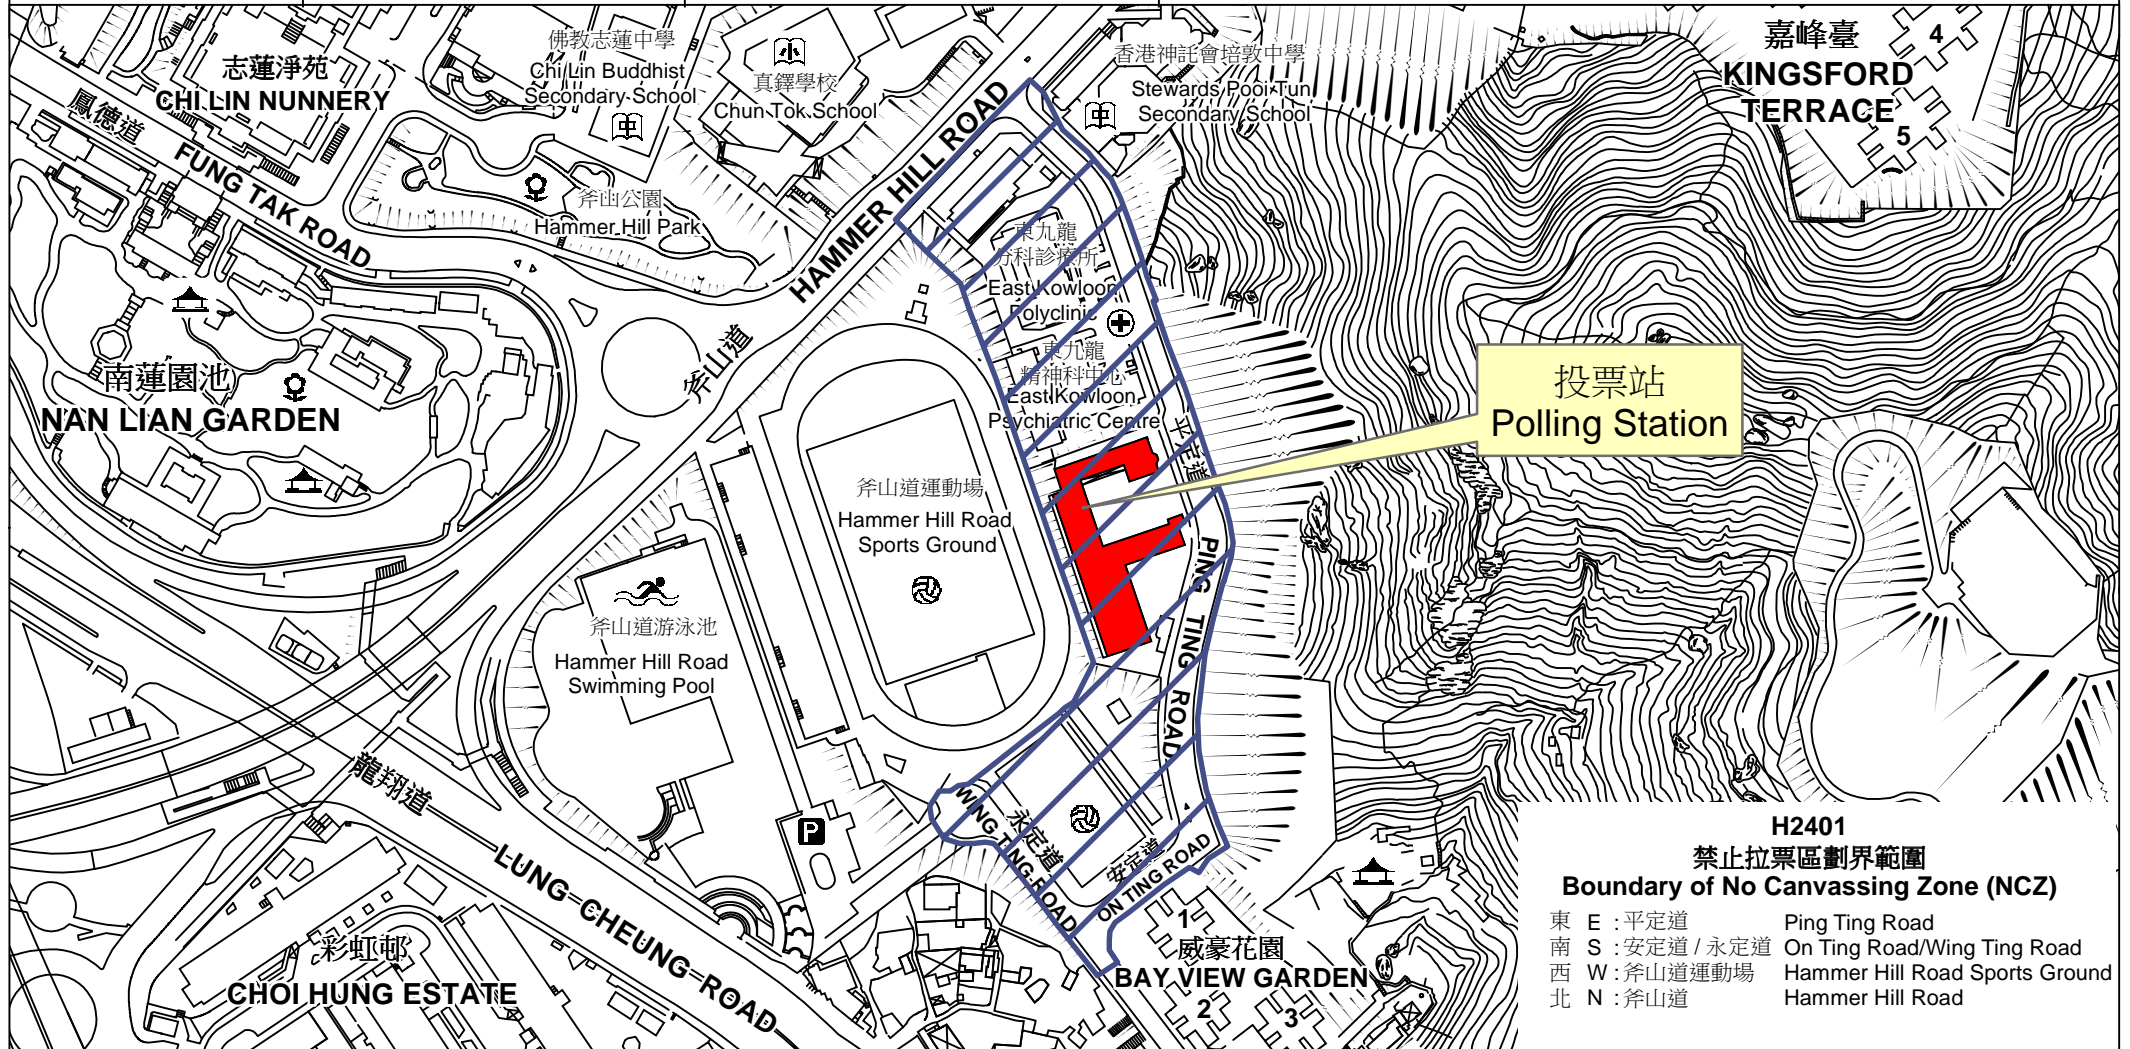 志蓮淨苑
CHI LIN NUNNERY
佛教志蓮中學
Chi Lin Buddhist
Secondary School
中
小
真鐸學校
Chun Tok School
香港神託會培敦中學
Stewards Pooi Tun
Secondary School
中
嘉峰臺
KINGSFORD
TERRACE
4
5
鳳德道
FUNG TAK ROAD
斧山公園
Hammer Hill Park
HAMMER HILL ROAD
斧山道
東九龍
分科診療所
East Kowloon
Polyclinic
東九龍
精神科中心
East Kowloon
Psychiatric Centre
南蓮園池
NAN LIAN GARDEN
投票站
Polling Station
平定道
PING TING ROAD
斧山道運動場
Hammer Hill Road
Sports Ground
斧山道游泳池
Hammer Hill Road
Swimming Pool
龍翔道
LUNG CHEUNG ROAD
P
永定道
WING TING ROAD
安定道
ON TING ROAD
彩虹邨
CHOI HUNG ESTATE
1
威豪花園
BAY VIEW GARDEN
2
3
H2401
禁止拉票區劃界範圍
Boundary of No Canvassing Zone (NCZ)
東 E : 平定道 Ping Ting Road
南 S : 安定道 / 永定道 On Ting Road/Wing Ting Road
西 W : 斧山道運動場 Hammer Hill Road Sports Ground
北 N : 斧山道 Hammer Hill Road